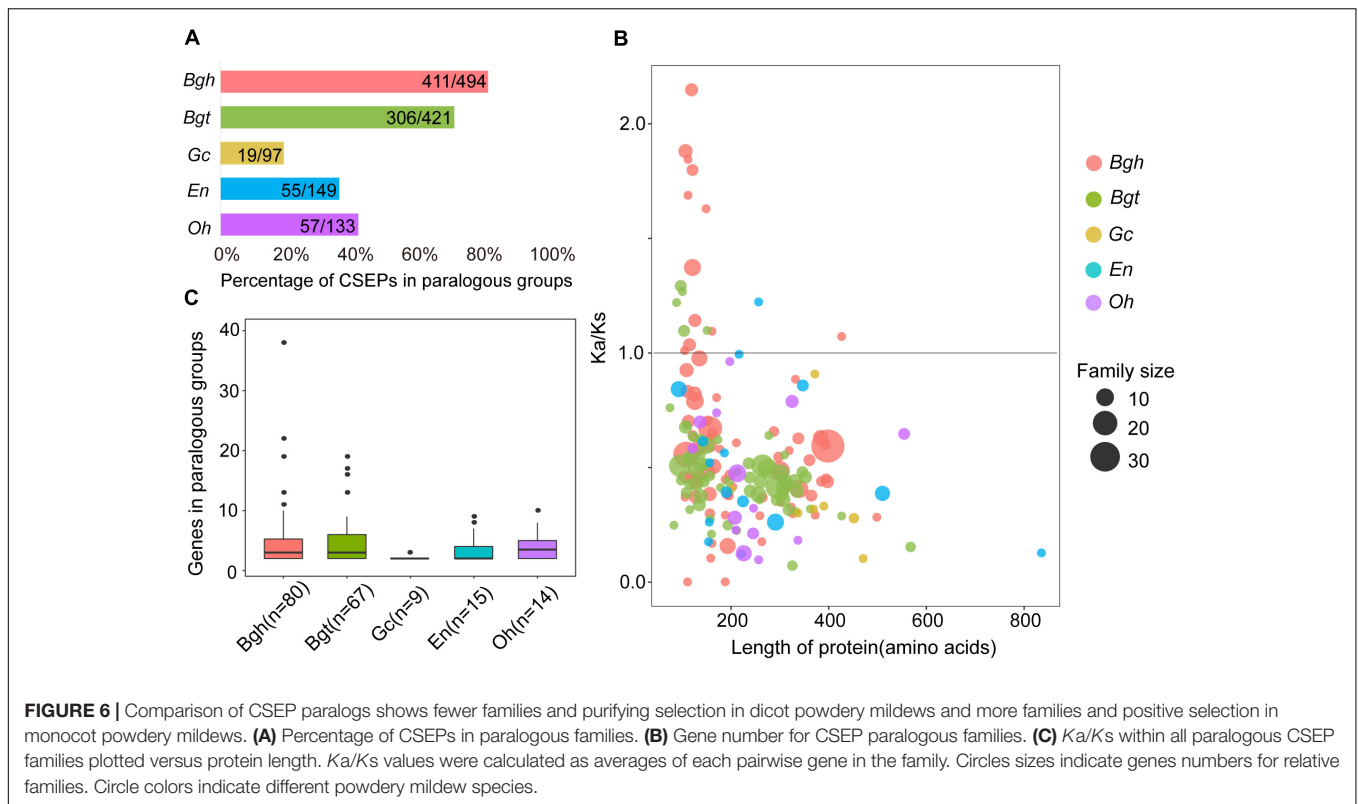 A
Bgh 411/494
Bgt 306/421
Gc 19/97
En 55/149
Oh 57/133
0% 20% 40% 60% 80% 100%
Percentage of CSEPs in paralogous groups
C
Genes in paralogous groups
40
30
20
10
0
Bgh(n=80) Bgt(n=67) Gc(n=9) En(n=15) Oh(n=14)
B
Ka/Ks
2.0
1.0
0.0
200 400 600 800
Length of protein(amino acids)
Bgh
Bgt
Gc
En
Oh
Family size
10
20
30
FIGURE 6 | Comparison of CSEP paralogs shows fewer families and purifying selection in dicot powdery mildews and more families and positive selection in
monocot powdery mildews. (A) Percentage of CSEPs in paralogous families. (B) Gene number for CSEP paralogous families. (C) Ka/Ks within all paralogous CSEP
families plotted versus protein length. Ka/Ks values were calculated as averages of each pairwise gene in the family. Circles sizes indicate genes numbers for relative
families. Circle colors indicate different powdery mildew species.